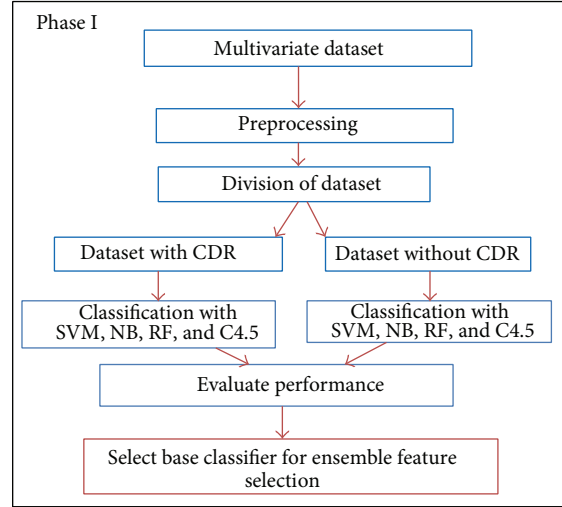 Phase I
Multivariate dataset
Preprocessing
Division of dataset
Dataset with CDR
Dataset without CDR
Classification with
SVM, NB, RF, and C4.5
Classification with
SVM, NB, RF, and C4.5
Evaluate performance
Select base classifier for ensemble feature
selection